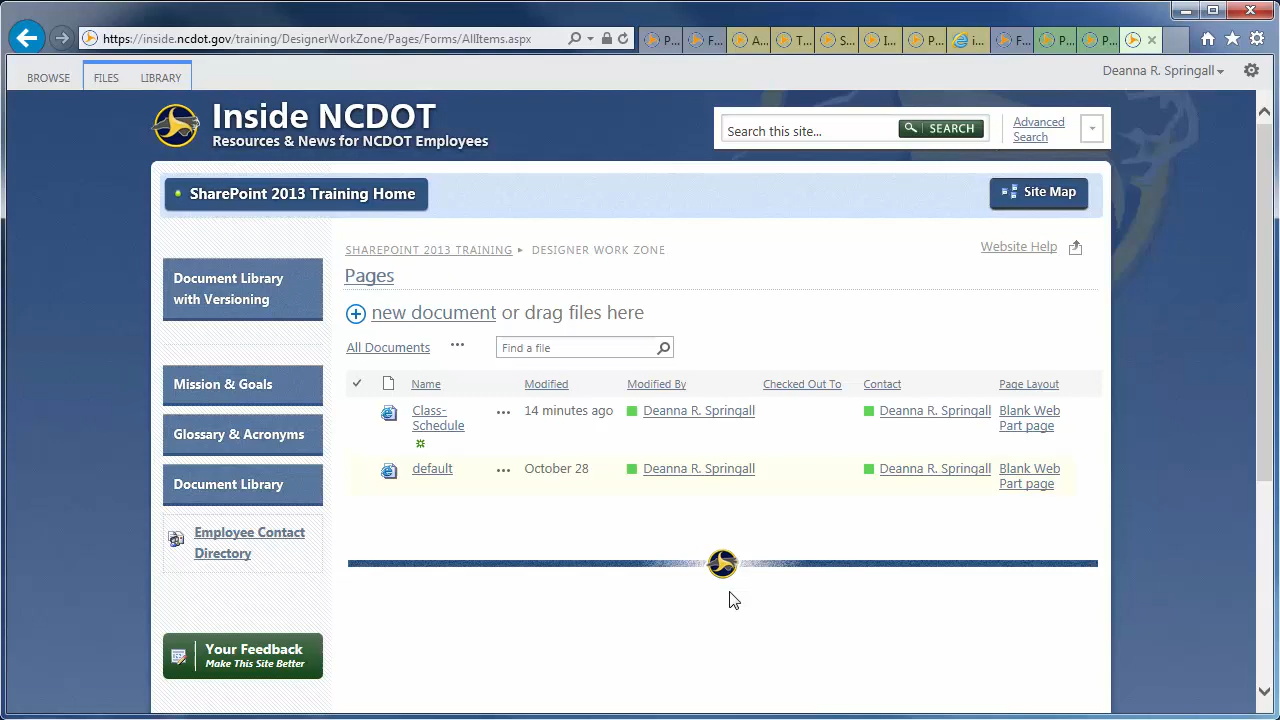 https://inside.ncdot.gov/training/DesignerWorkZone/Pages/Forms/AllItems.aspx
P... F... A... T... S... I... P... i... F... P... P...
BROWSE FILES LIBRARY
Deanna R. Springall
Inside NCDOT
Resources & News for NCDOT Employees
Search this site...
SEARCH
Advanced
Search
SharePoint 2013 Training Home
Site Map
SHAREPOINT 2013 TRAINING DESIGNER WORK ZONE
Website Help
Pages
Document Library
with Versioning
Mission & Goals
Glossary & Acronyms
Document Library
Employee Contact
Directory
Your Feedback
Make This Site Better
new document or drag files here
All Documents ... Find a file
Name Modified Modified By Checked Out To Contact Page Layout
Class-
Schedule
... 14 minutes ago Deanna R. Springall Deanna R. Springall Blank Web
Part page
default ... October 28 Deanna R. Springall Deanna R. Springall Blank Web
Part page